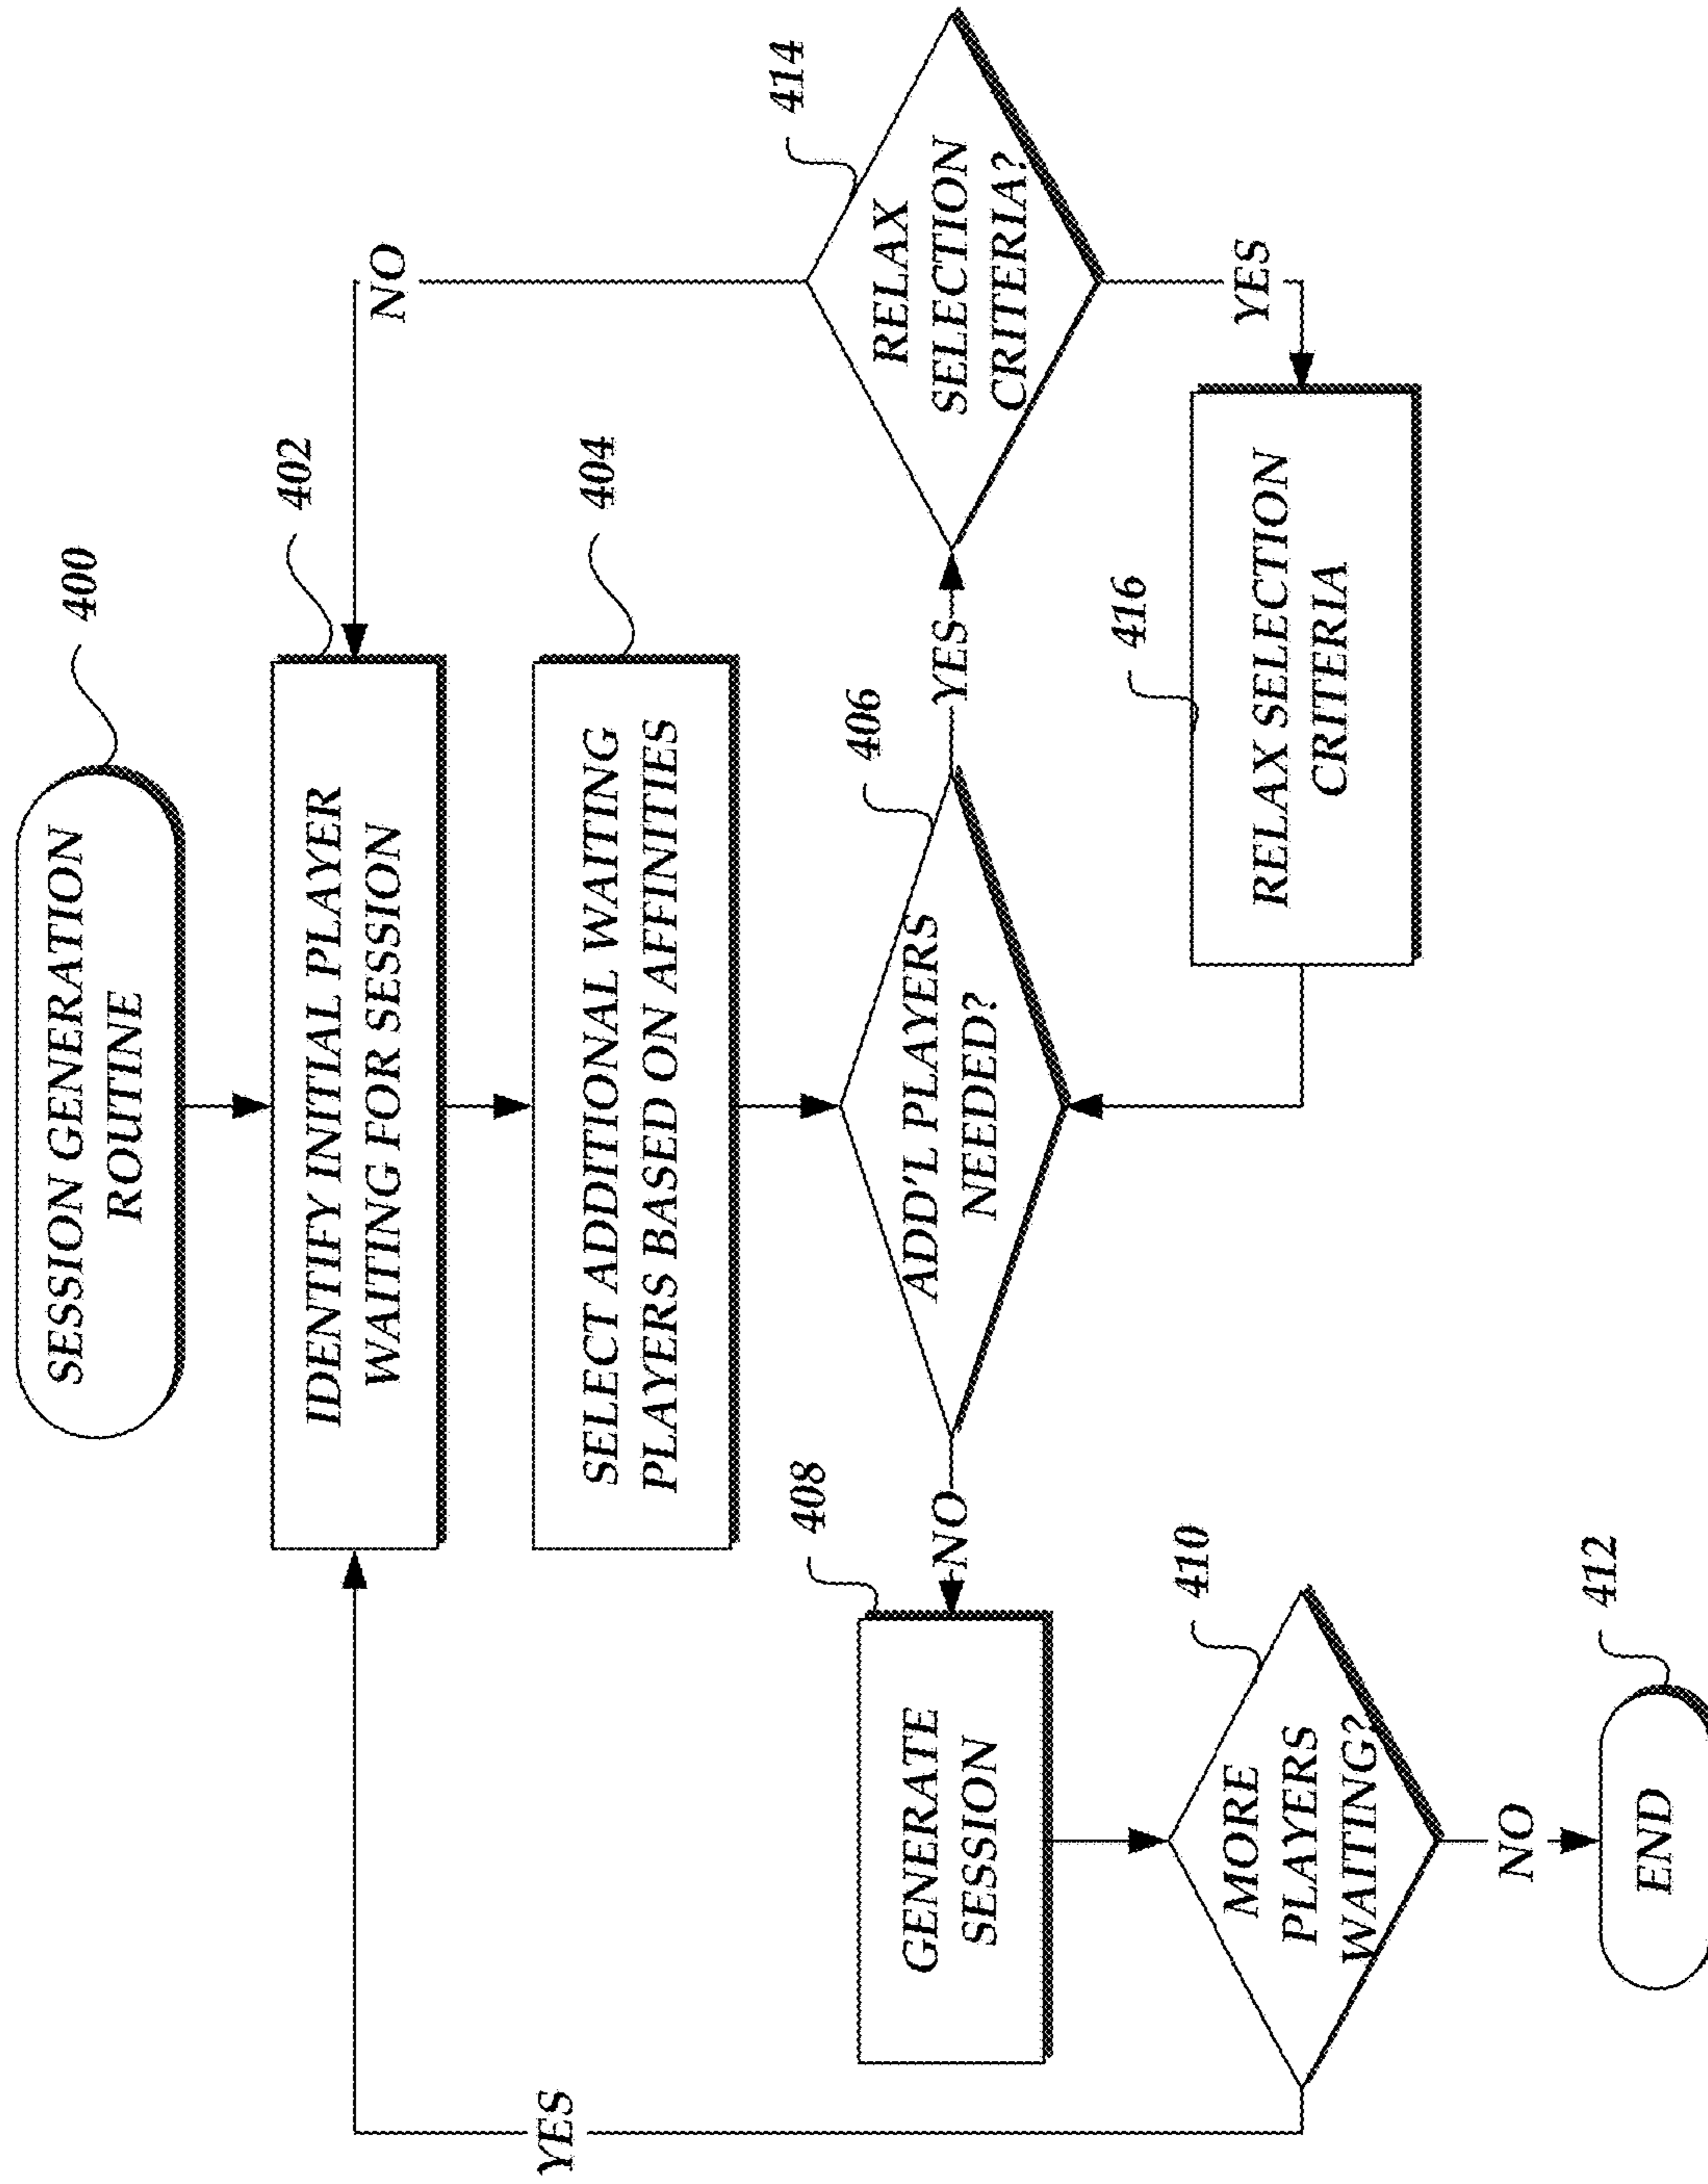 SESSION GENERATION
ROUTINE
400
IDENTIFY INITIAL PLAYER
WAITING FOR SESSION
402
NO
SELECT ADDITIONAL WAITING
PLAYERS BASED ON AFFINITIES
404
ADD'L PLAYERS
NEEDED?
406
YES
RELAX
SELECTION
CRITERIA?
414
YES
RELAX SELECTION
CRITERIA
416
NO
GENERATE
SESSION
408
MORE
PLAYERS
WAITING?
410
YES
NO
END
412